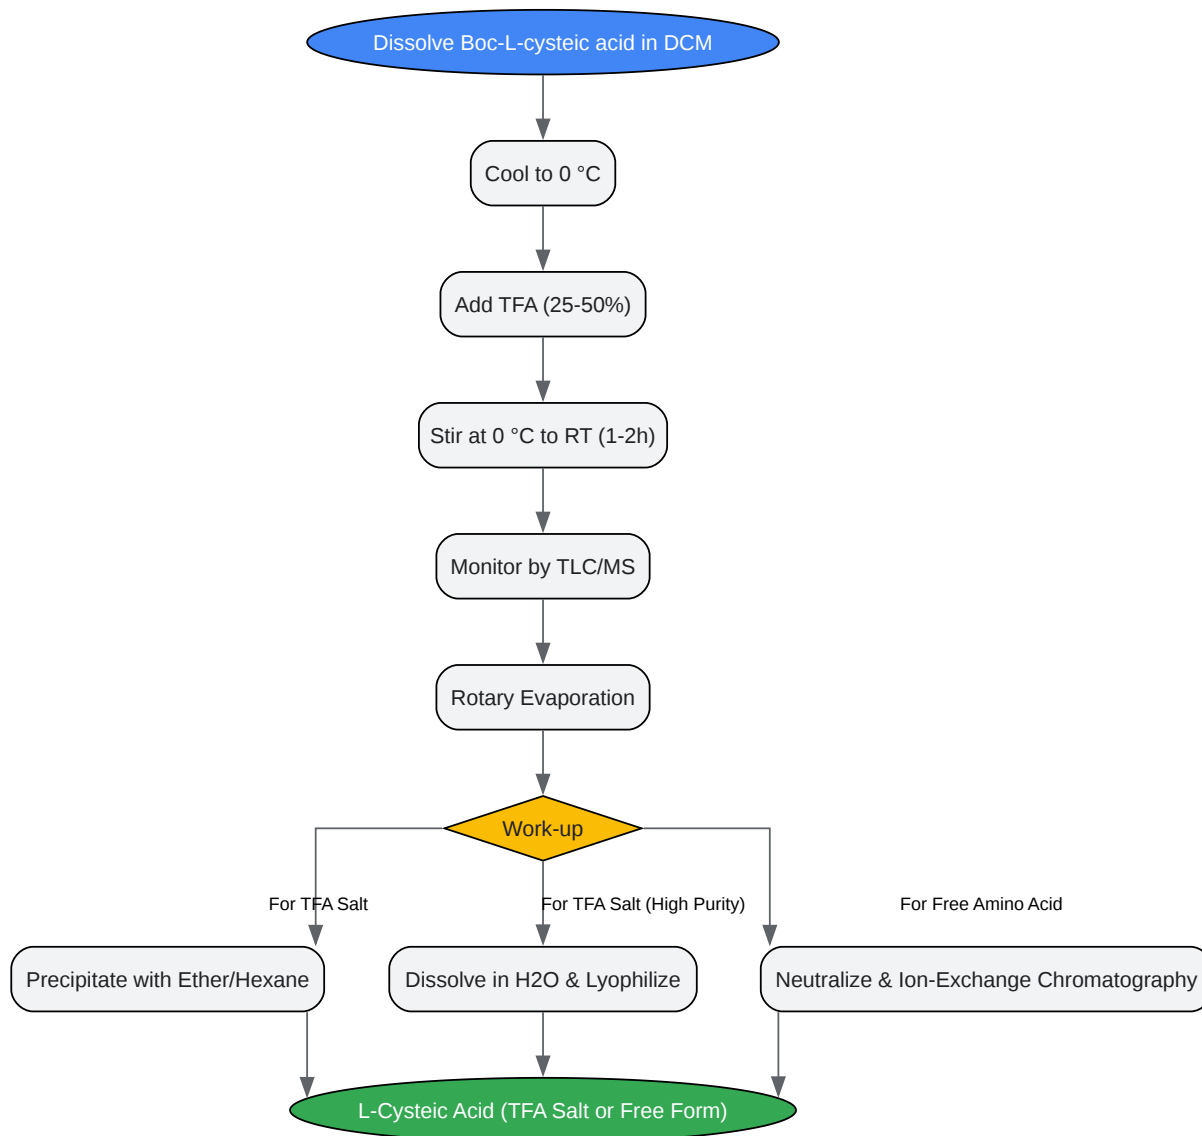 Dissolve Boc-L-cysteic acid in DCM
Cool to 0 °C
Add TFA (25-50%)
Stir at 0 °C to RT (1-2h)
Monitor by TLC/MS
Rotary Evaporation
Work-up
For TFA Salt
For TFA Salt (High Purity)
For Free Amino Acid
Precipitate with Ether/Hexane
Dissolve in H2O & Lyophilize
Neutralize & Ion-Exchange Chromatography
L-Cysteic Acid (TFA Salt or Free Form)